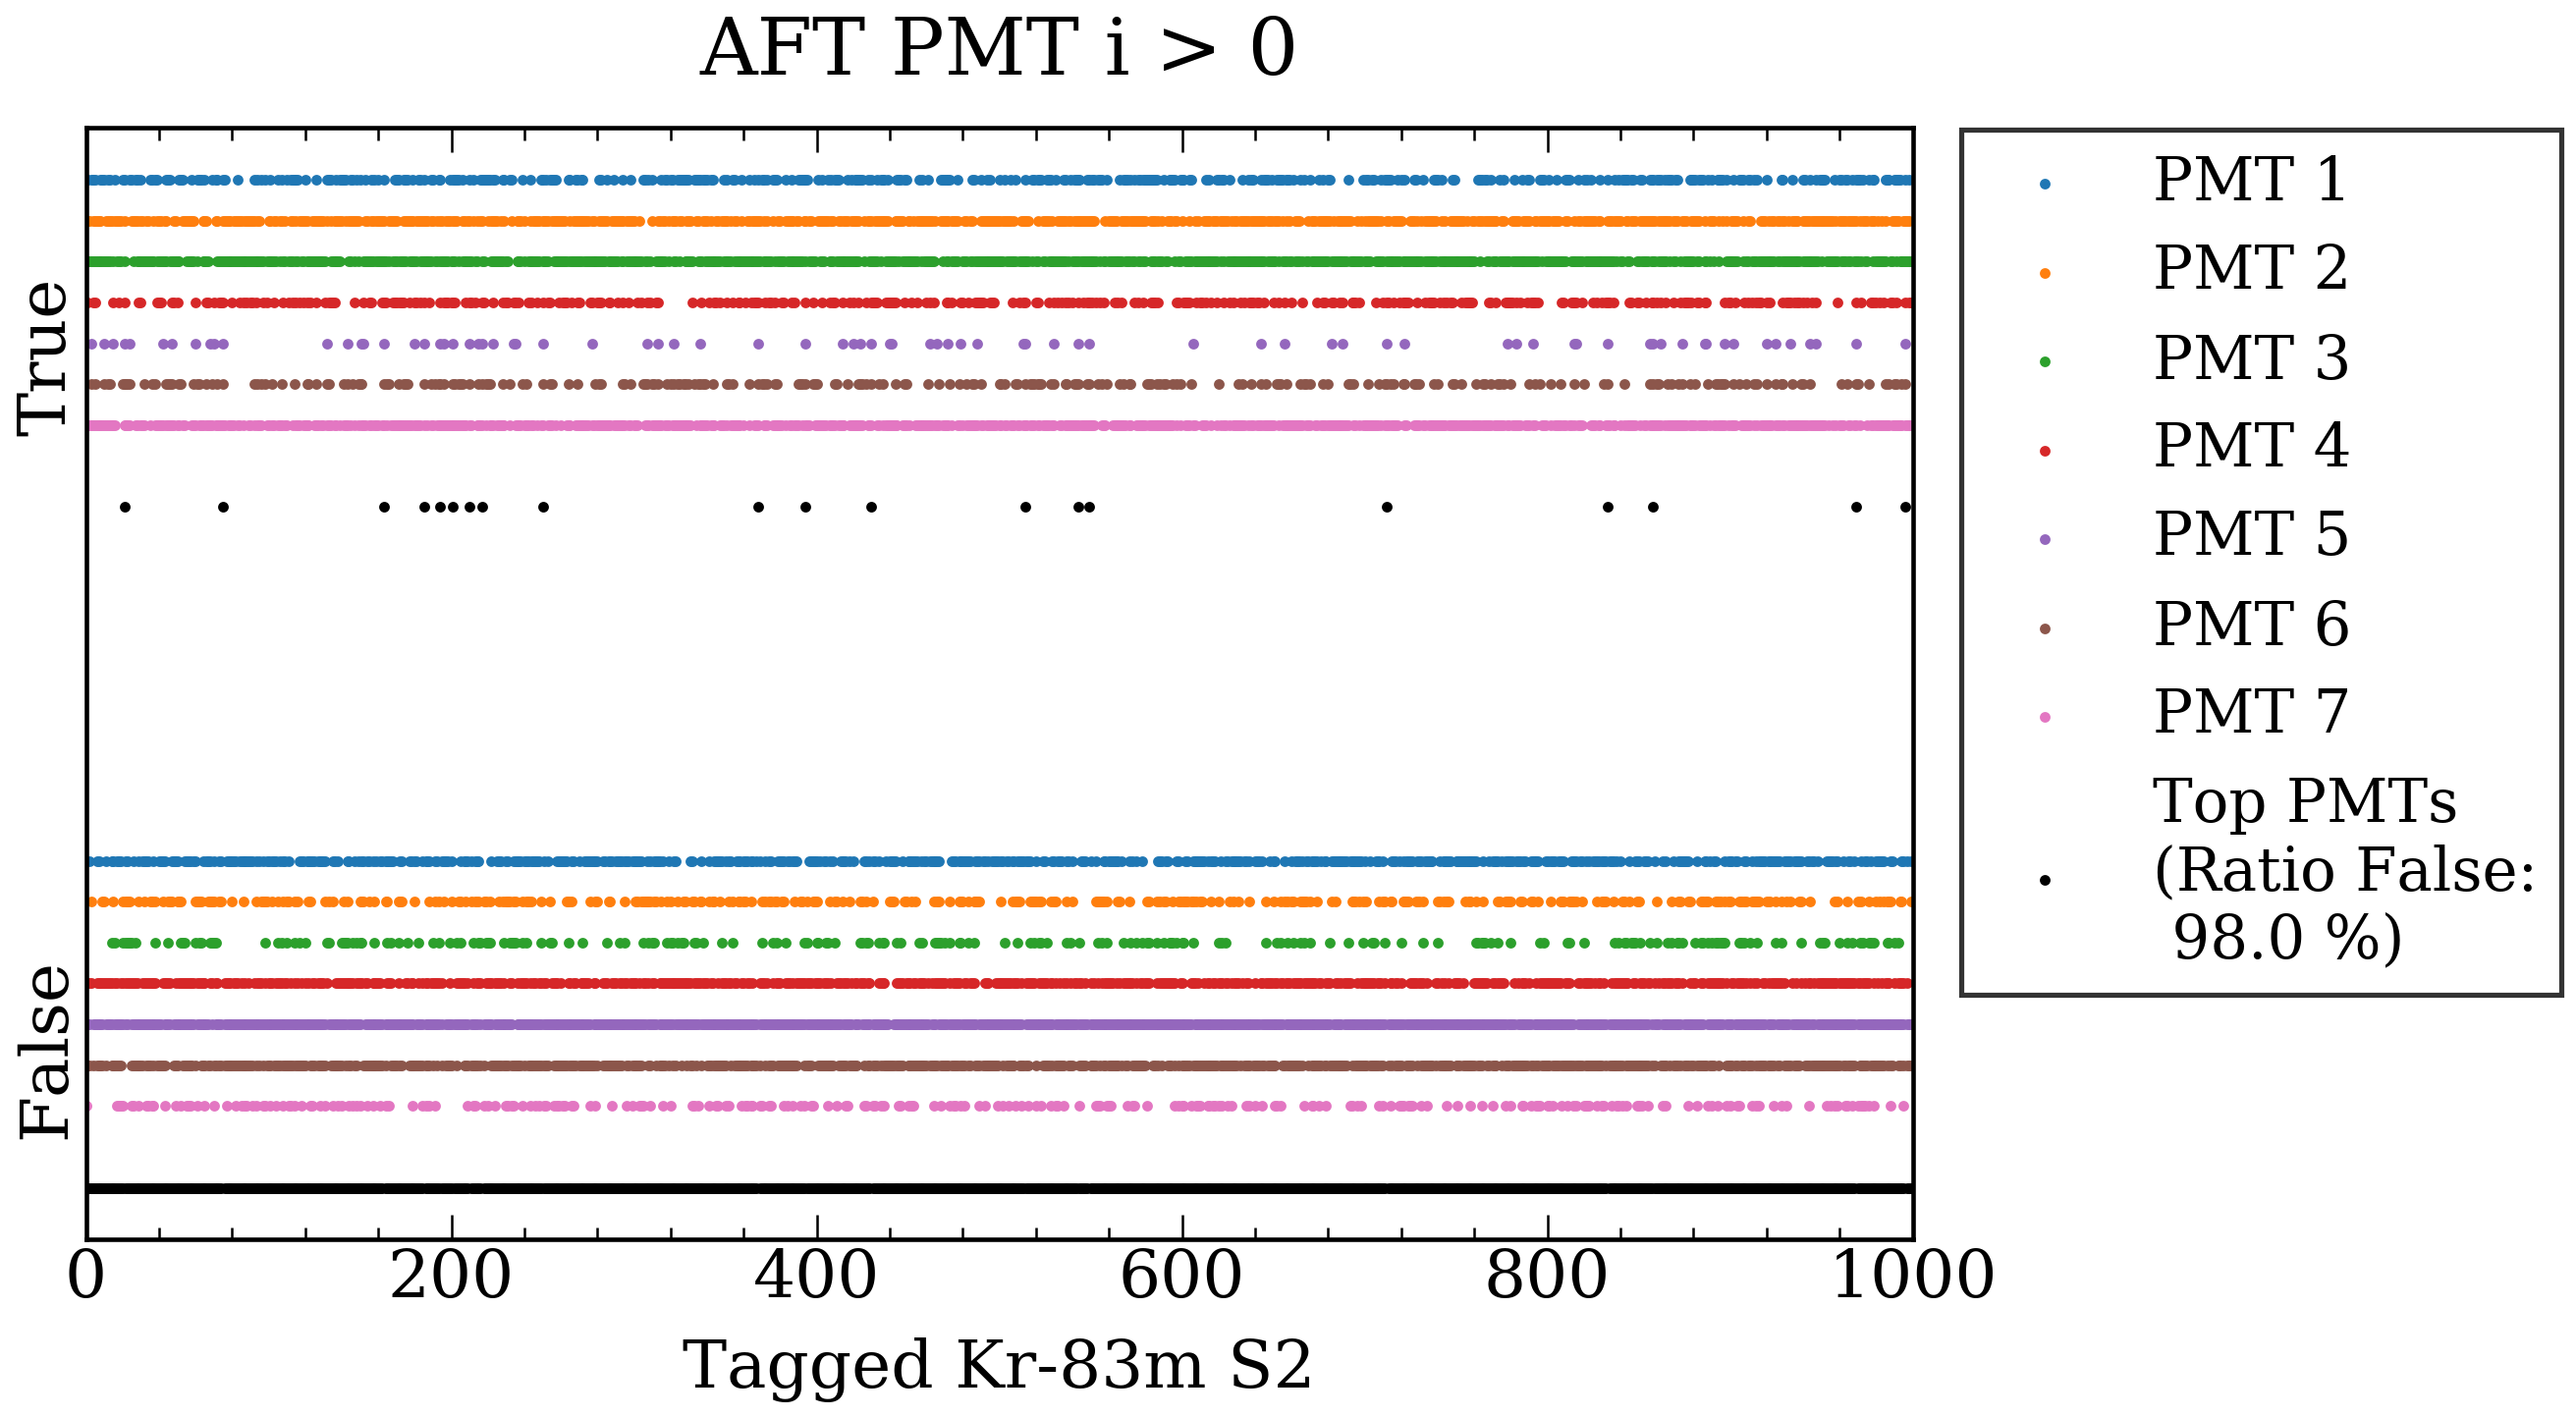 AFT PMT i > 0
True
False
0 200 400 600 800 1000
Tagged Kr-83m S2
PMT 1
PMT 2
PMT 3
PMT 4
PMT 5
PMT 6
PMT 7
Top PMTs
(Ratio False:
98.0 %)